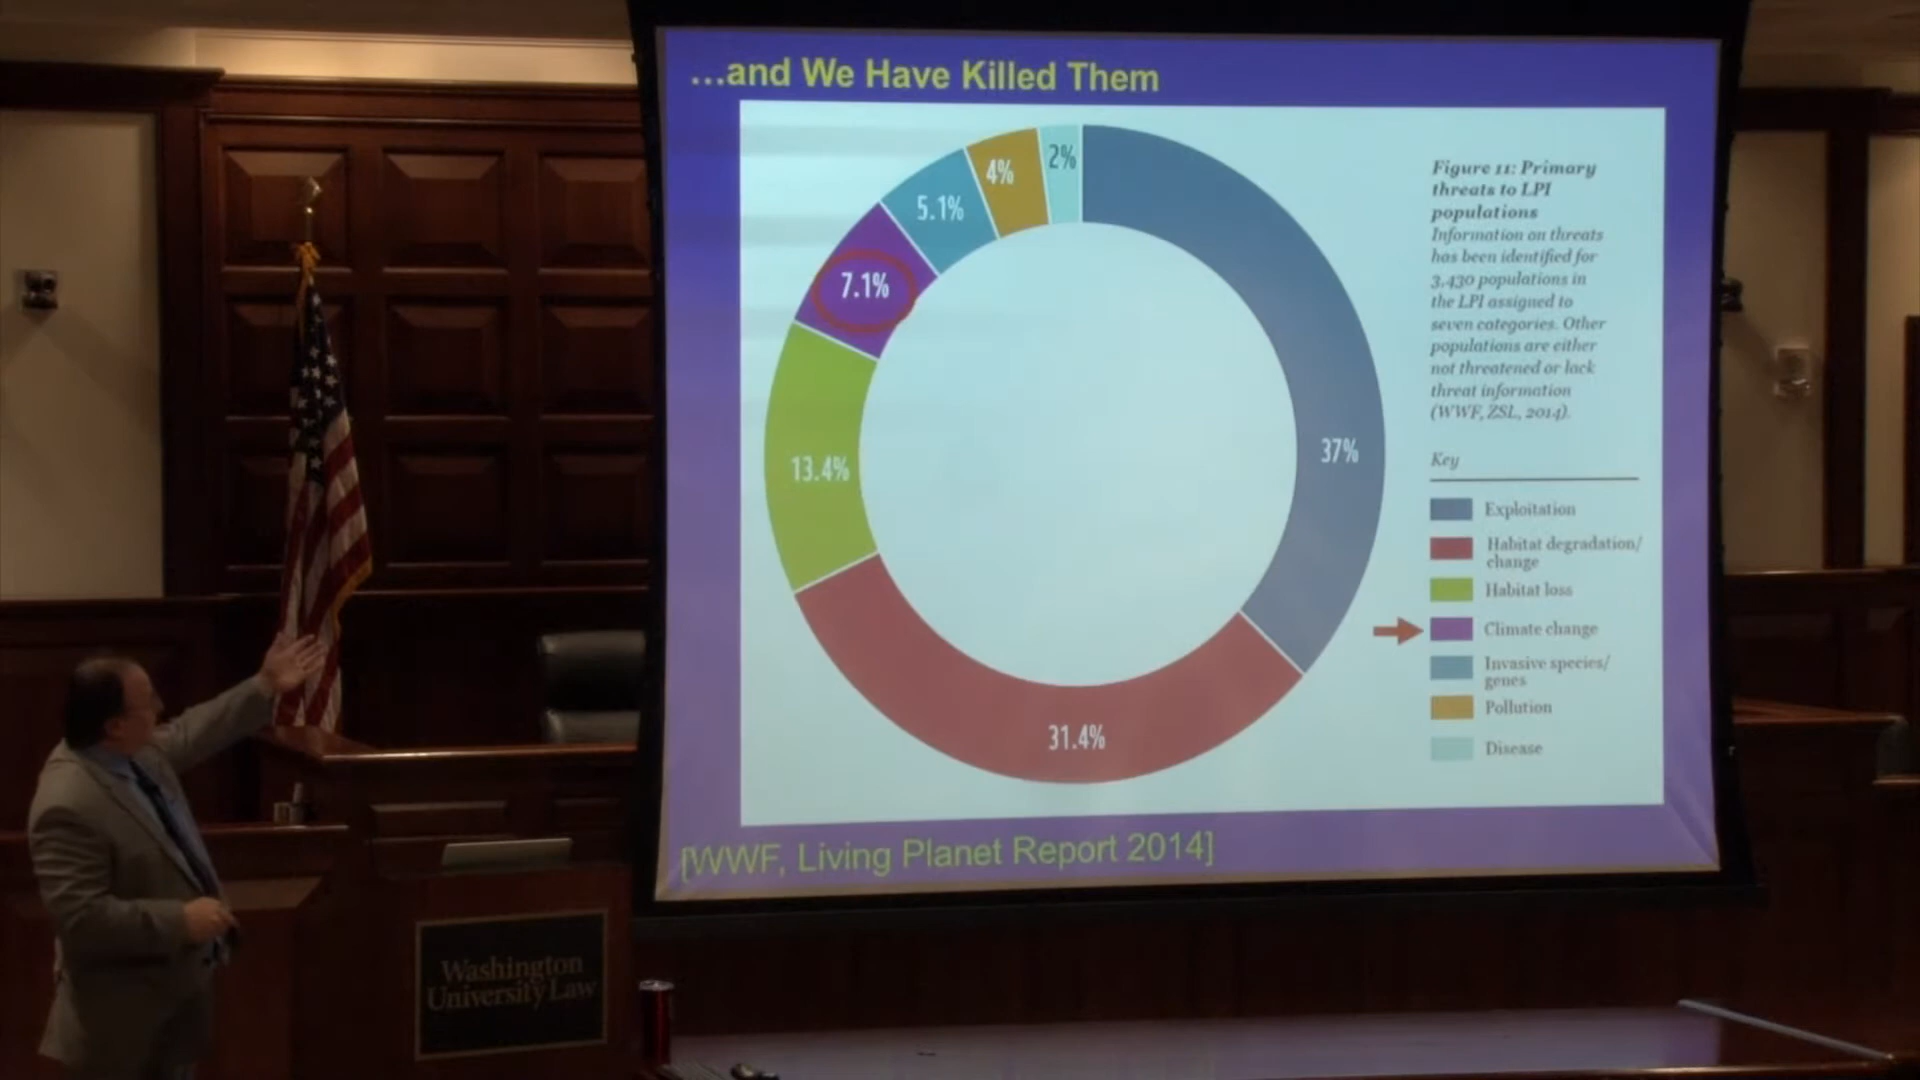 ...and We Have Killed Them
2%
4%
5.1%
7.1%
13.4%
37%
31.4%
Figure 11: Primary
threats to LPI
populations
Information on threats
has been identified for
3,430 populations in
the LPI assigned to
seven categories. Other
populations are either
not threatened or lack
threat information
(WWF, ZSL, 2014).
Key
Exploitation
Habitat degradation/
change
Habitat loss
Climate change
Invasive species/
genes
Pollution
Disease
[WWF, Living Planet Report 2014]
Washington
University Law